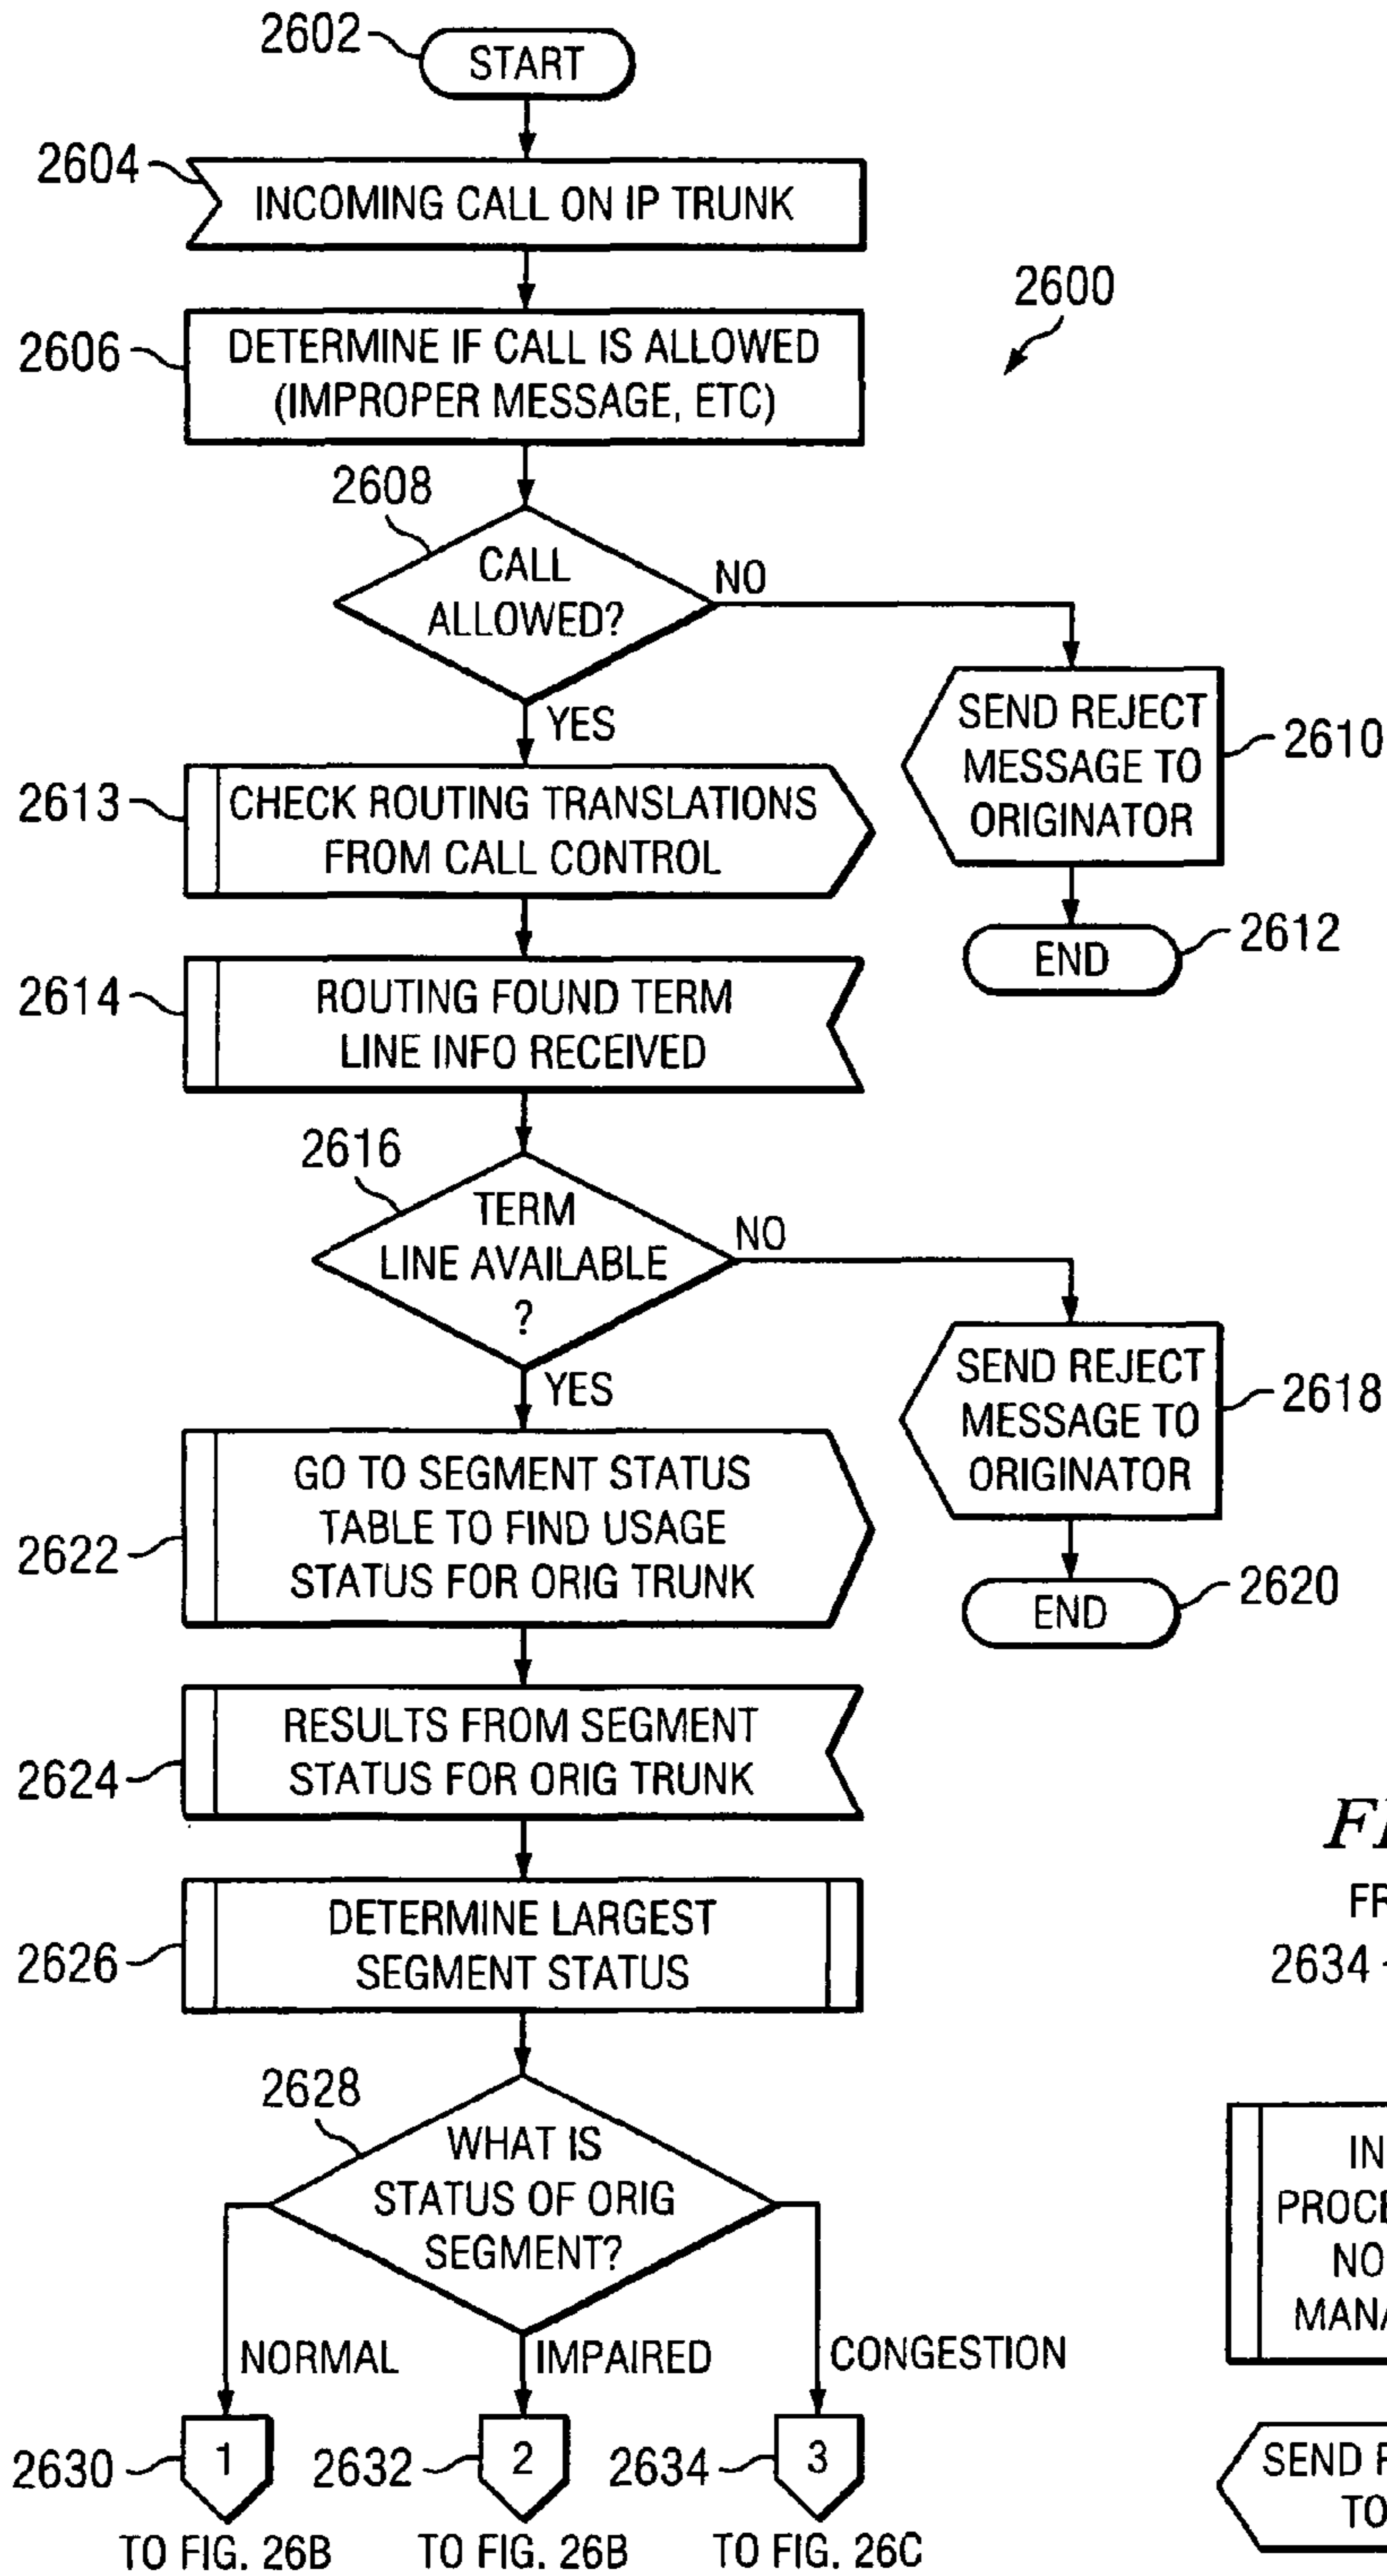 2602
START
2604
INCOMING CALL ON IP TRUNK
2600
2606
DETERMINE IF CALL IS ALLOWED
(IMPROPER MESSAGE, ETC)
2608
CALL
ALLOWED?
NO
YES
SEND REJECT
MESSAGE TO
ORIGINATOR
2610
END
2612
2613
CHECK ROUTING TRANSLATIONS
FROM CALL CONTROL
2614
ROUTING FOUND TERM
LINE INFO RECEIVED
2616
TERM
LINE AVAILABLE
?
NO
YES
SEND REJECT
MESSAGE TO
ORIGINATOR
2618
END
2620
2622
GO TO SEGMENT STATUS
TABLE TO FIND USAGE
STATUS FOR ORIG TRUNK
2624
RESULTS FROM SEGMENT
STATUS FOR ORIG TRUNK
2626
DETERMINE LARGEST
SEGMENT STATUS
2628
WHAT IS
STATUS OF ORIG
SEGMENT?
NORMAL
IMPAIRED
CONGESTION
2630
1
2632
2
2634
3
TO FIG. 26B
TO FIG. 26B
TO FIG. 26C
2634
IN
NO
SEND
TO